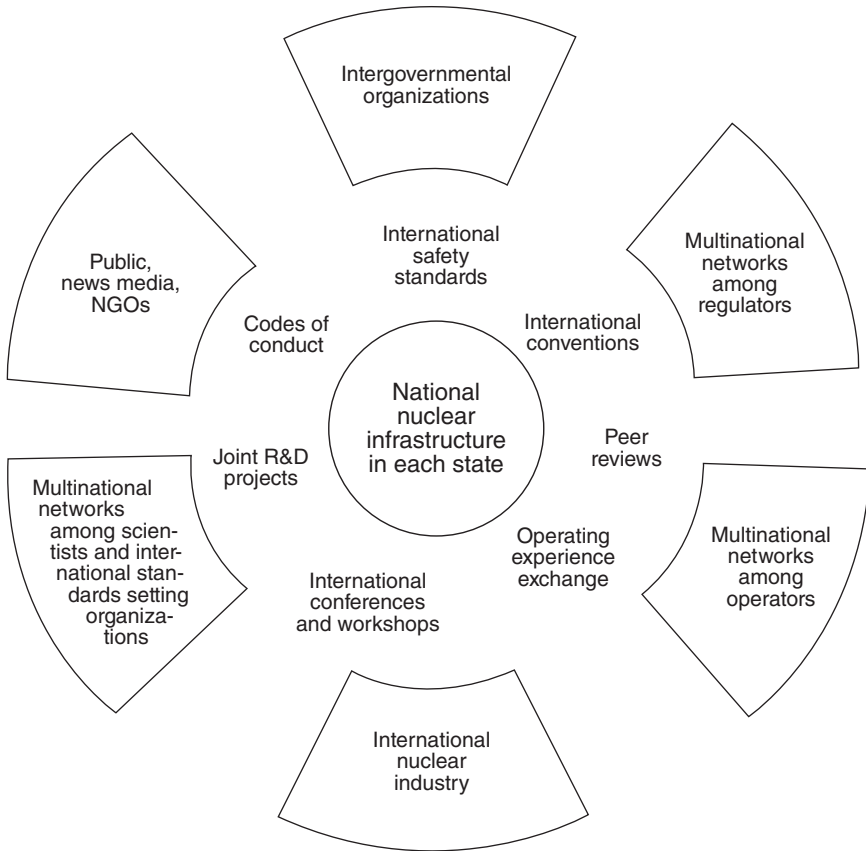 Intergovernmental
organizations
Multinational
networks
among
regulators
Public,
news media,
NGOs
International
safety
standards
Codes of
conduct
International
conventions
National
nuclear
infrastructure
in each state
Peer
reviews
Joint R&D
projects
Multinational
networks
among scien-
tists and inter-
national stan-
dards setting
organiza-
tions
Operating
experience
exchange
Multinational
networks
among
operators
International
conferences
and workshops
International
nuclear
industry